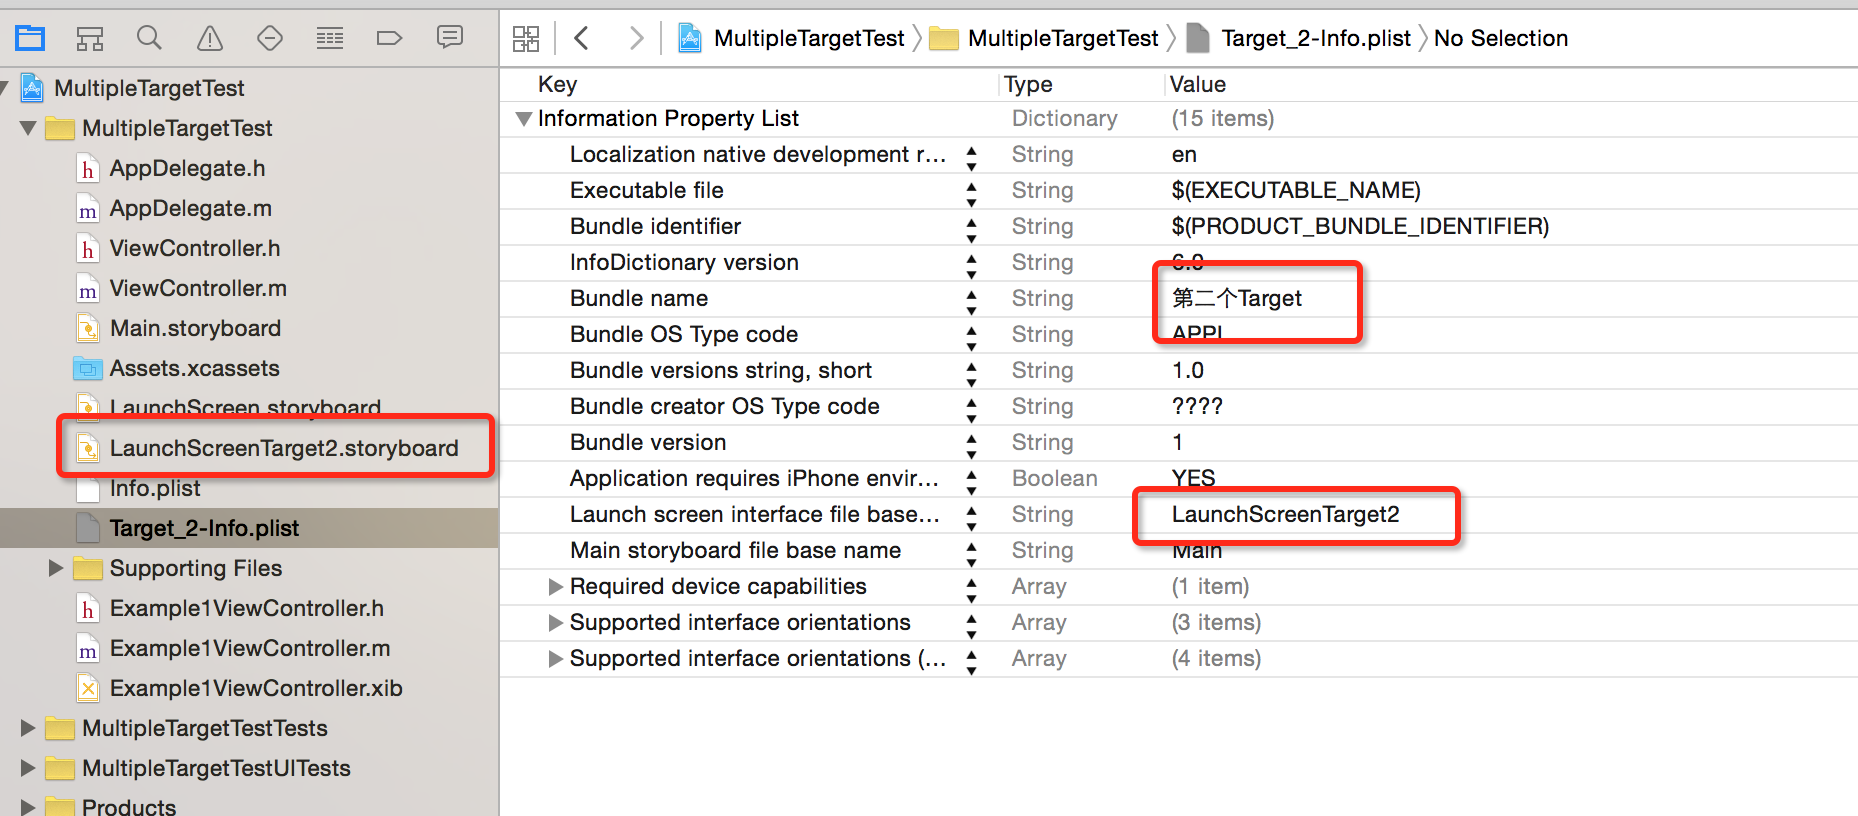 MultipleTargetTest
MultipleTargetTest
Target_2-Info.plist
No Selection
MultipleTargetTest
MultipleTargetTest
h AppDelegate.h
m AppDelegate.m
h ViewController.h
m ViewController.m
Main.storyboard
Assets.xcassets
LaunchScreen.storyboard
LaunchScreenTarget2.storyboard
Info.plist
Target_2-Info.plist
Supporting Files
h Example1ViewController.h
m Example1ViewController.m
Example1ViewController.xib
MultipleTargetTestTests
MultipleTargetTestUITests
Products
Key Type Value
Information Property List Dictionary (15 items)
Localization native development r... String en
Executable file String $(EXECUTABLE_NAME)
Bundle identifier String $(PRODUCT_BUNDLE_IDENTIFIER)
InfoDictionary version String 6.0
Bundle name String 第二个Target
Bundle OS Type code String APPL
Bundle versions string, short String 1.0
Bundle creator OS Type code String ????
Bundle version String 1
Application requires iPhone envir... Boolean YES
Launch screen interface file base... String LaunchScreenTarget2
Main storyboard file base name String Main
Required device capabilities Array (1 item)
Supported interface orientations Array (3 items)
Supported interface orientations (... Array (4 items)